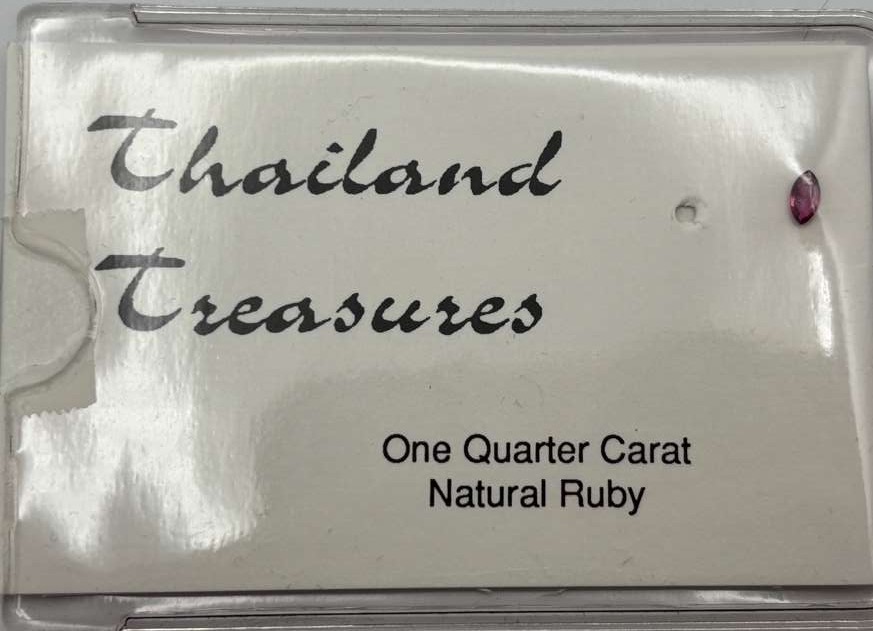 Thailand
Treasures
One Quarter Carat
Natural Ruby